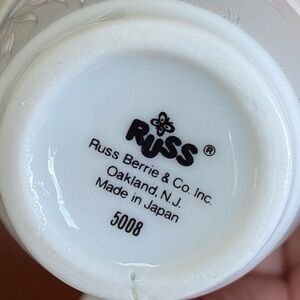 RUSS ®
Russ Berrie & Co. Inc.
Oakland, N.J.
Made in Japan
5008